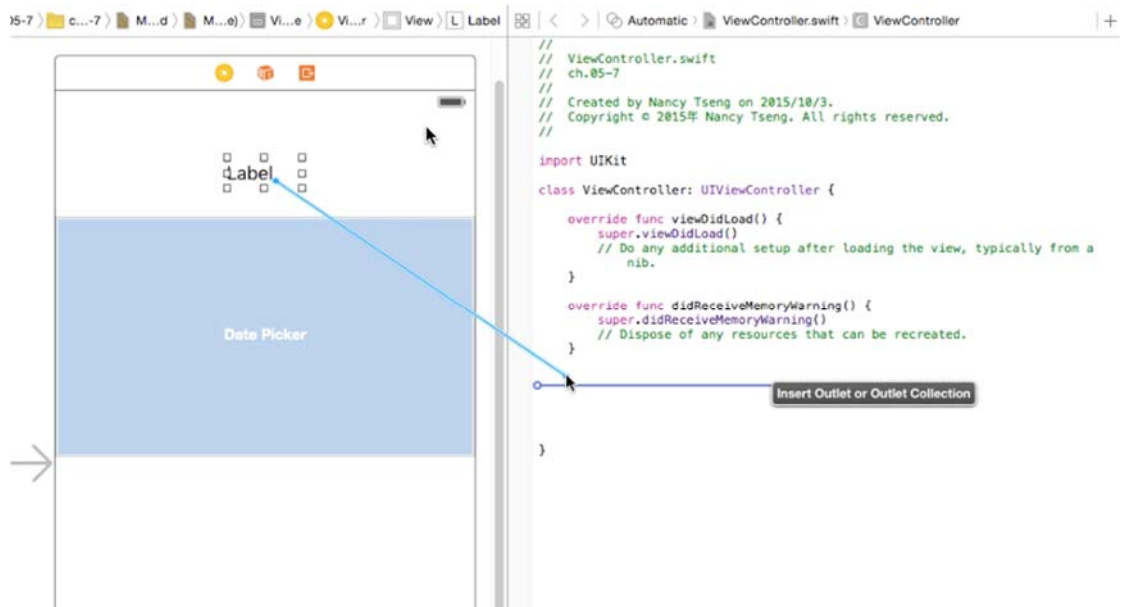 05-7 c...-7 M...d M...e) Vi...e Vi...r View L Label Automatic ViewController.swift C ViewController
Label
Date Picker
//
// ViewController.swift
// ch.05-7
//
// Created by Nancy Tseng on 2015/10/3.
// Copyright © 2015年 Nancy Tseng. All rights reserved.
//
import UIKit
class ViewController: UIViewController {
override func viewDidLoad() {
super.viewDidLoad()
// Do any additional setup after loading the view, typically from a
nib.
}
override func didReceiveMemoryWarning() {
super.didReceiveMemoryWarning()
// Dispose of any resources that can be recreated.
}
Insert Outlet or Outlet Collection
}